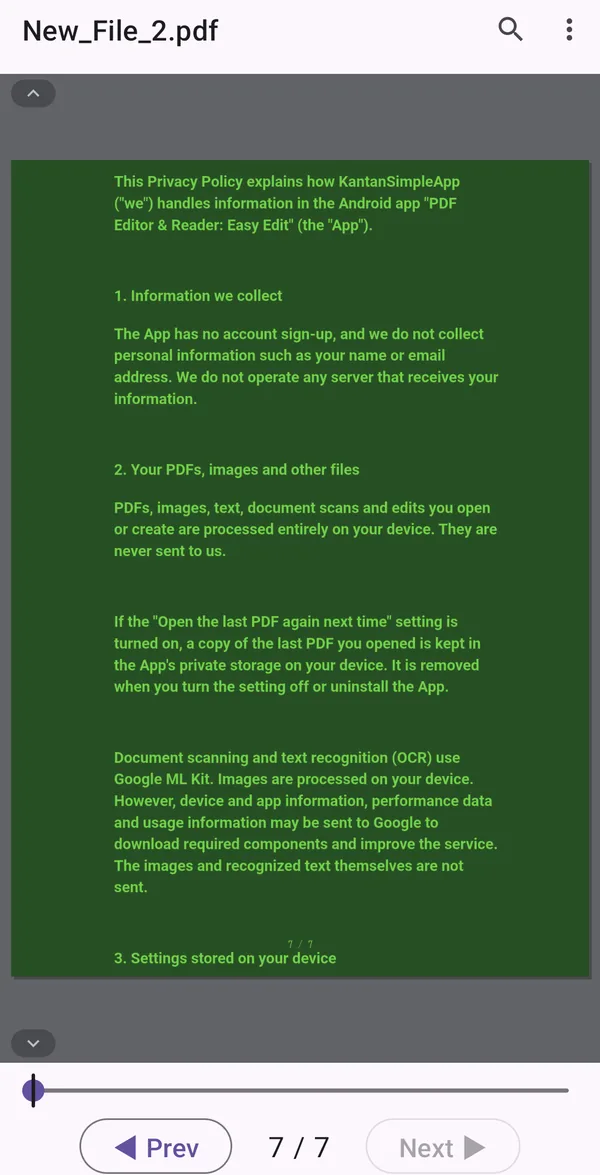 New_File_2.pdf
This Privacy Policy explains how KantanSimpleApp
("we") handles information in the Android app "PDF
Editor & Reader: Easy Edit" (the "App").
1. Information we collect
The App has no account sign-up, and we do not collect
personal information such as your name or email
address. We do not operate any server that receives your
information.
2. Your PDFs, images and other files
PDFs, images, text, document scans and edits you open
or create are processed entirely on your device. They are
never sent to us.
If the "Open the last PDF again next time" setting is
turned on, a copy of the last PDF you opened is kept in
the App's private storage on your device. It is removed
when you turn the setting off or uninstall the App.
Document scanning and text recognition (OCR) use
Google ML Kit. Images are processed on your device.
However, device and app information, performance data
and usage information may be sent to Google to
download required components and improve the service.
The images and recognized text themselves are not
sent.
7 / 7
3. Settings stored on your device
Prev
7 / 7
Next